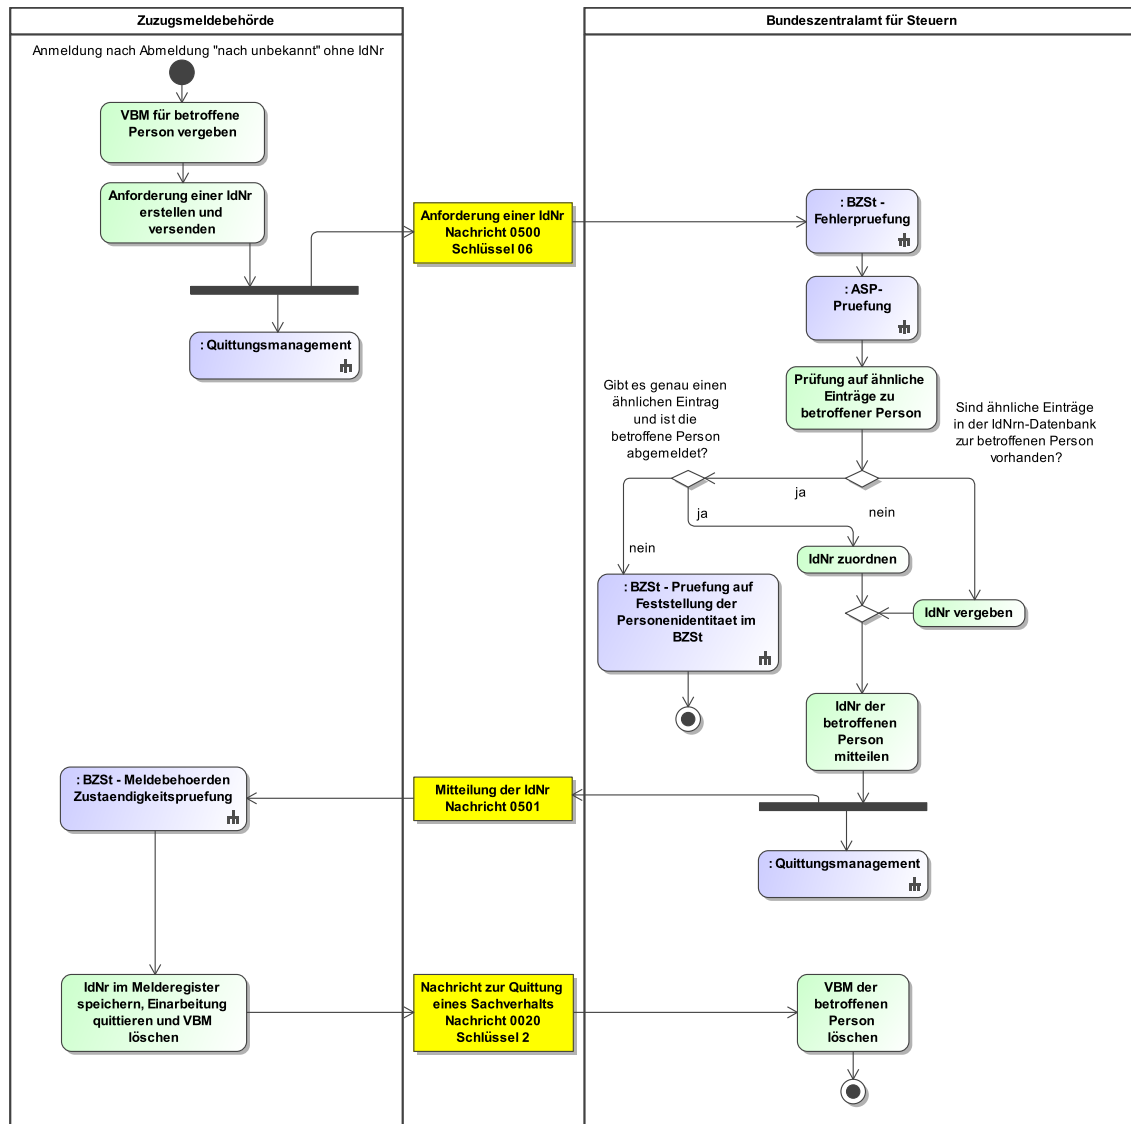 Zuzugsmeldebehörde
Bundeszentralamt für Steuern
Anmeldung nach Abmeldung "nach unbekannt" ohne IdNr
VBM für betroffene
Person vergeben
Anforderung einer IdNr
erstellen und
versenden
Anforderung einer IdNr
Nachricht 0500
Schlüssel 06
: BZSt -
Fehlerpruefung
: Quittungsmanagement
: ASP-
Pruefung
Prüfung auf ähnliche
Einträge zu
betroffener Person
Gibt es genau einen
ähnlichen Eintrag
und ist die
betroffene Person
abgemeldet?
Sind ähnliche Einträge
in der IdNrn-Datenbank
zur betroffenen Person
vorhanden?
ja
nein
ja
nein
IdNr zuordnen
: BZSt - Pruefung auf
Feststellung der
Personenidentitaet im
BZSt
IdNr vergeben
IdNr der
betroffenen
Person
mitteilen
: BZSt - Meldebehoerden
Zustaendigkeitspruefung
Mitteilung der IdNr
Nachricht 0501
: Quittungsmanagement
IdNr im Melderegister
speichern, Einarbeitung
quittieren und VBM
löschen
Nachricht zur Quittung
eines Sachverhalts
Nachricht 0020
Schlüssel 2
VBM der
betroffenen
Person
löschen